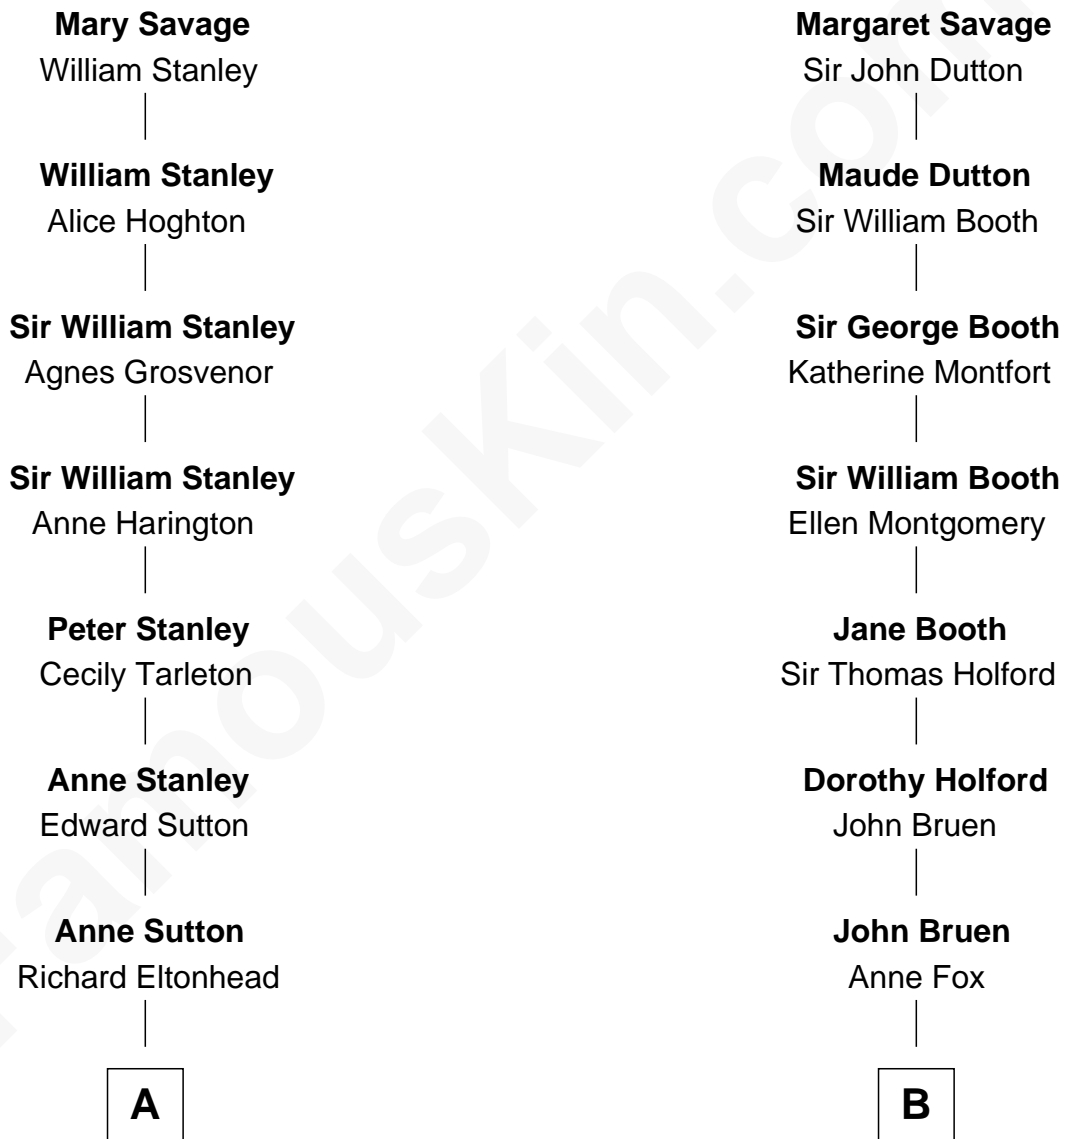 Mary Savage
William Stanley
William Stanley
Alice Hoghton
Sir William Stanley
Agnes Grosvenor
Sir William Stanley
Anne Harington
Peter Stanley
Cecily Tarleton
Anne Stanley
Edward Sutton
Anne Sutton
Richard Eltonhead
A
Margaret Savage
Sir John Dutton
Maude Dutton
Sir William Booth
Sir George Booth
Katherine Montfort
Sir William Booth
Ellen Montgomery
Jane Booth
Sir Thomas Holford
Dorothy Holford
John Bruen
John Bruen
Anne Fox
B
FamousKin.com